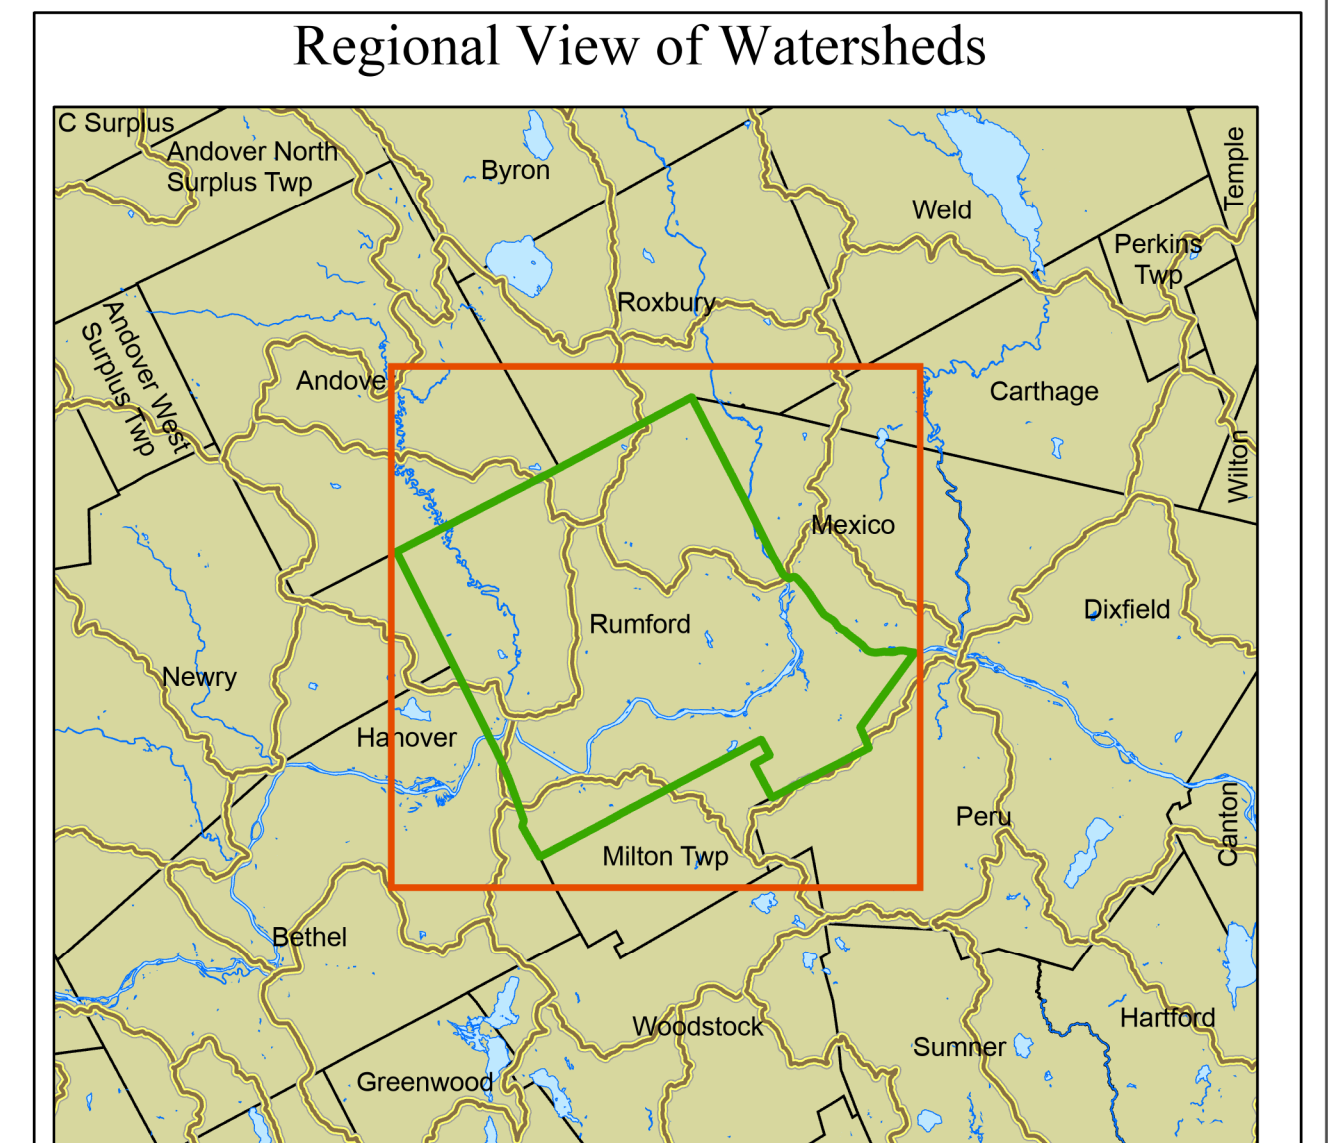 Regional View of Watersheds
C Surplus
Andover North
Surplus Twp
Byron
Temple
Weld
Perkins
Twp
Roxbury
Andover West
Surplus Twp
Andove
Carthage
Wilton
Mexico
Rumford
Dixfield
Newry
Hanover
Peru
Canton
Milton Twp
Bethel
Woodstock
Hartford
Sumner
Greenwood